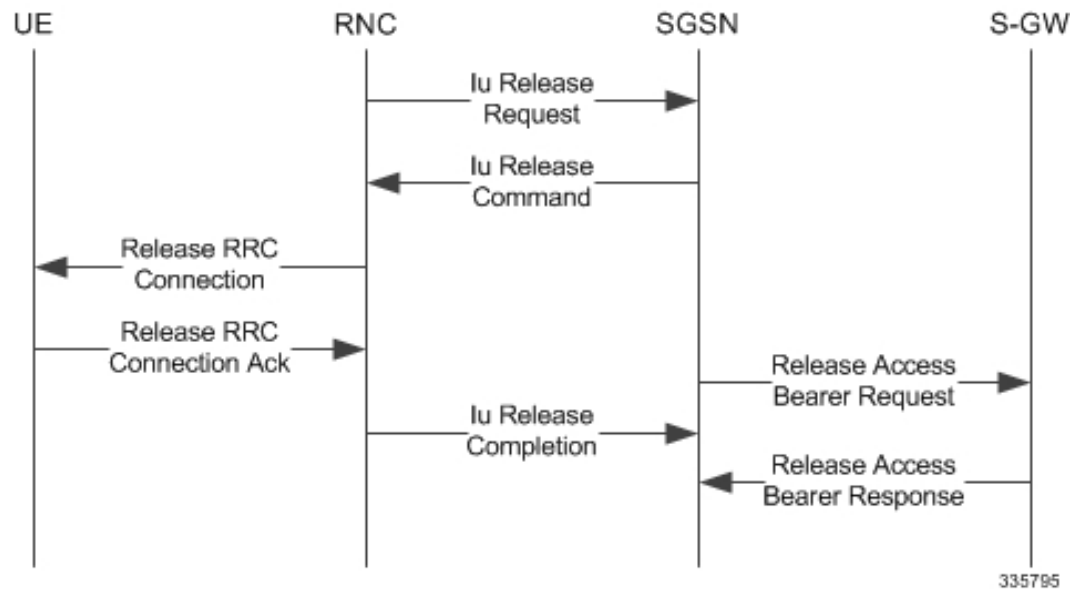 UE
RNC
SGSN
S-GW
Iu Release
Request
Iu Release
Command
Release RRC
Connection
Release RRC
Connection Ack
Release Access
Bearer Request
Iu Release
Completion
Release Access
Bearer Response
335795